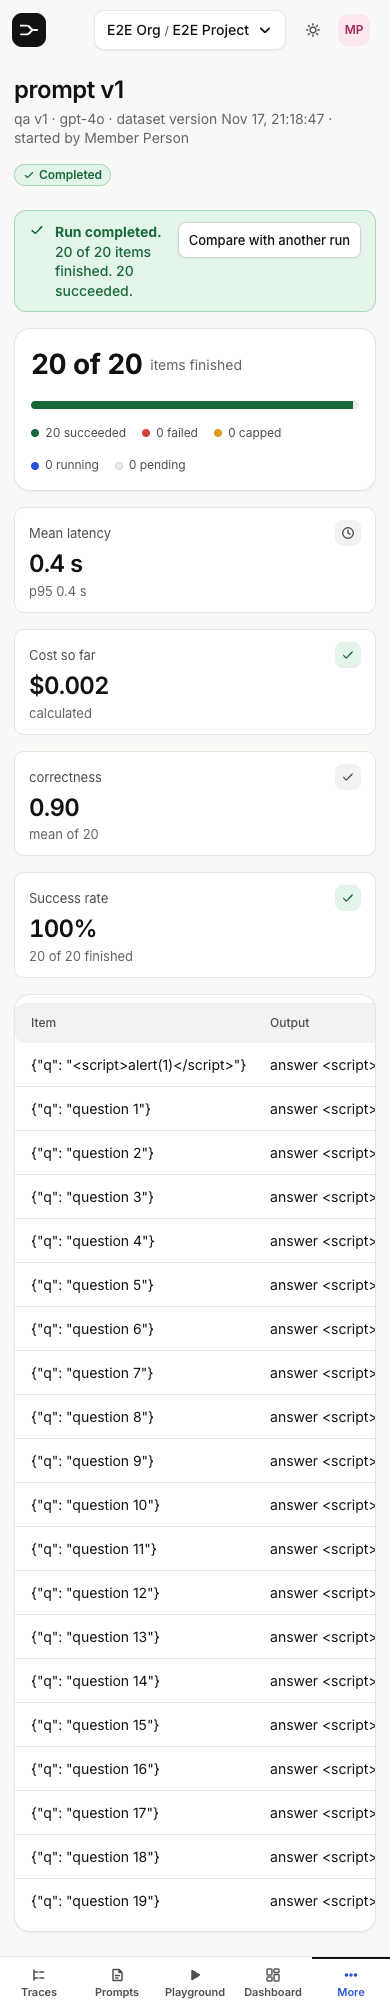 E2E Org / E2E Project
MP
prompt v1
qa v1 · gpt-4o · dataset version Nov 17, 21:18:47 ·
started by Member Person
Completed
Run completed.
20 of 20 items
finished. 20
succeeded.
Compare with another run
20 of 20 items finished
20 succeeded 0 failed 0 capped
0 running 0 pending
Mean latency
0.4 s
p95 0.4 s
Cost so far
$0.002
calculated
correctness
0.90
mean of 20
Success rate
100%
20 of 20 finished
Item Output
{"q": "<script>alert(1)</script>"} answer <script>
{"q": "question 1"} answer <script>
{"q": "question 2"} answer <script>
{"q": "question 3"} answer <script>
{"q": "question 4"} answer <script>
{"q": "question 5"} answer <script>
{"q": "question 6"} answer <script>
{"q": "question 7"} answer <script>
{"q": "question 8"} answer <script>
{"q": "question 9"} answer <script>
{"q": "question 10"} answer <script>
{"q": "question 11"} answer <script>
{"q": "question 12"} answer <script>
{"q": "question 13"} answer <script>
{"q": "question 14"} answer <script>
{"q": "question 15"} answer <script>
{"q": "question 16"} answer <script>
{"q": "question 17"} answer <script>
{"q": "question 18"} answer <script>
{"q": "question 19"} answer <script>
Traces Prompts Playground Dashboard More